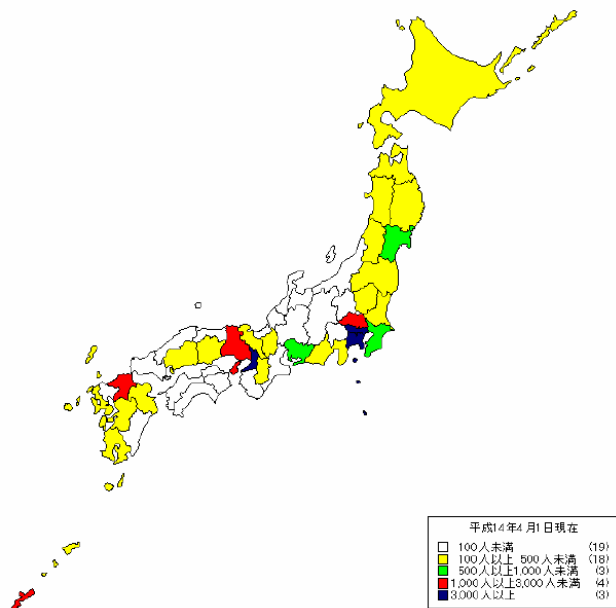 平成14年4月1日現在
100人未満 (19)
100人以上 500人未満 (18)
500人以上1,000人未満 (3)
1,000人以上3,000人未満 (4)
3,000人以上 (3)